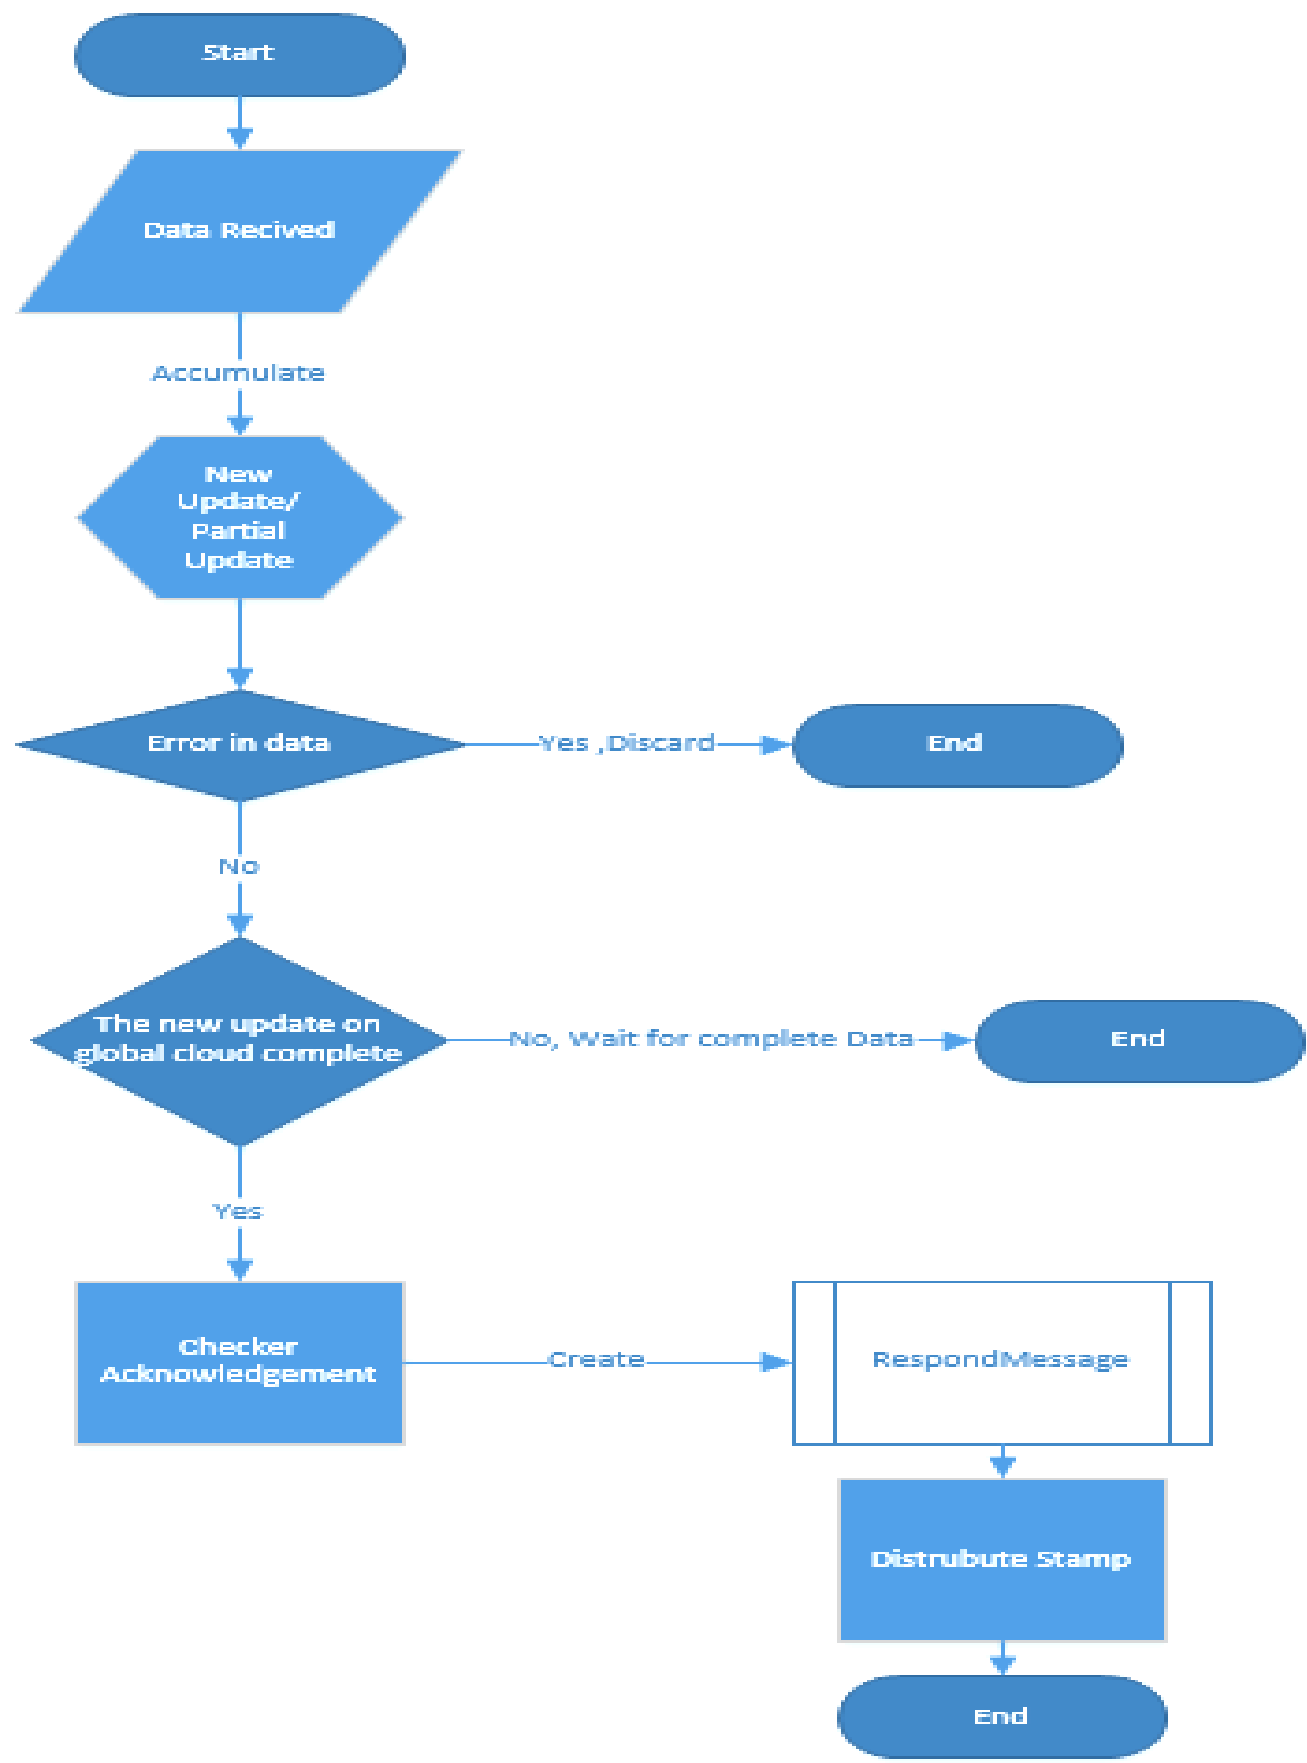 Start
Data Recived
Accumulate
New
Update/
Partial
Update
Error in data
Yes ,Discard
End
No
The new update on
global cloud complete
No, Wait for complete Data
End
Yes
Checker
Acknowledgement
Create
RespondMessage
Distrubute Stamp
End